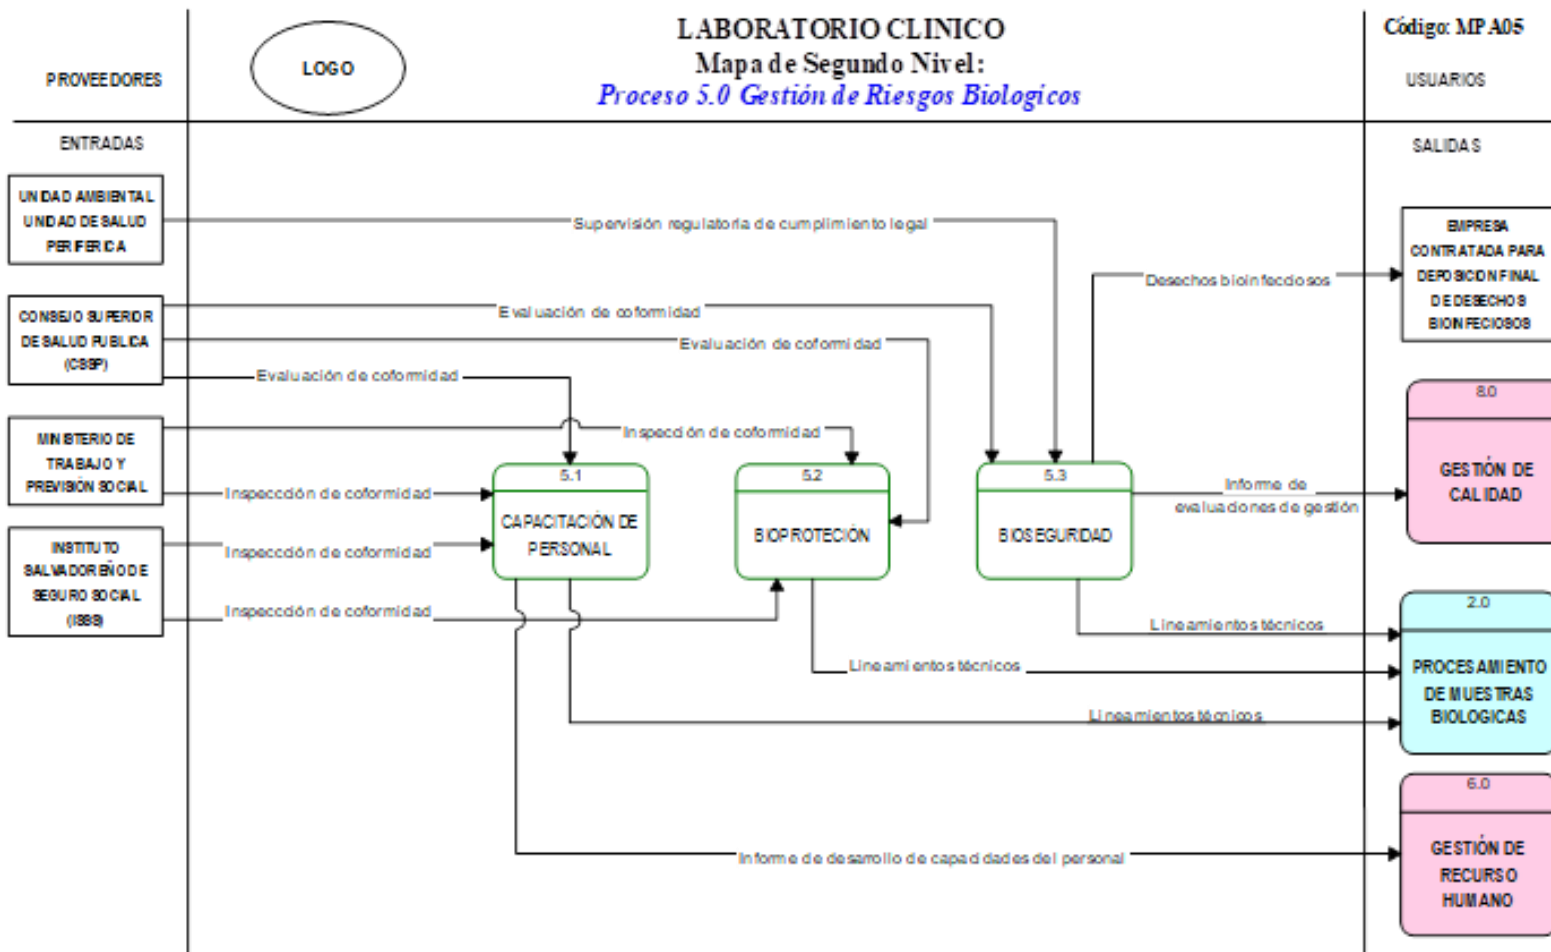 LABORATORIO CLINICO
Mapa de Segundo Nivel:
Proceso 5.0 Gestión de Riesgos Biologicos
Código: MPA05
LOGO
PROVEEDORES
USUARIOS
ENTRADAS
SALIDAS
UNIDAD AMBIENTAL
UNIDAD DE SALUD
PERIFERICA
CONSEJO SUPERIOR
DE SALUD PUBLICA
(CSSP)
MINISTERIO DE
TRABAJO Y
PREVISIÓN SOCIAL
INSTITUTO
SALVADOREÑO DE
SEGURO SOCIAL
(ISSS)
Supervisión regulatoria de cumplimiento legal
Evaluación de coformidad
Evaluación de coformidad
Evaluación de coformidad
Inspección de coformidad
Inspeccción de coformidad
Inspeccción de coformidad
Inspeccción de coformidad
5.1
CAPACITACIÓN DE
PERSONAL
5.2
BIOPROTECIÓN
5.3
BIOSEGURIDAD
Desechos bioinfecciosos
Informe de
evaluaciones de gestión
Lineamientos técnicos
Lineamientos técnicos
Lineamientos técnicos
Informe de desarrollo de capacidades del personal
EMPRESA
CONTRATADA PARA
DEPOSICION FINAL
DE DESECHOS
BIOINFECIOSOS
8.0
GESTIÓN DE
CALIDAD
2.0
PROCESAMIENTO
DE MUESTRAS
BIOLOGICAS
6.0
GESTIÓN DE
RECURSO
HUMANO